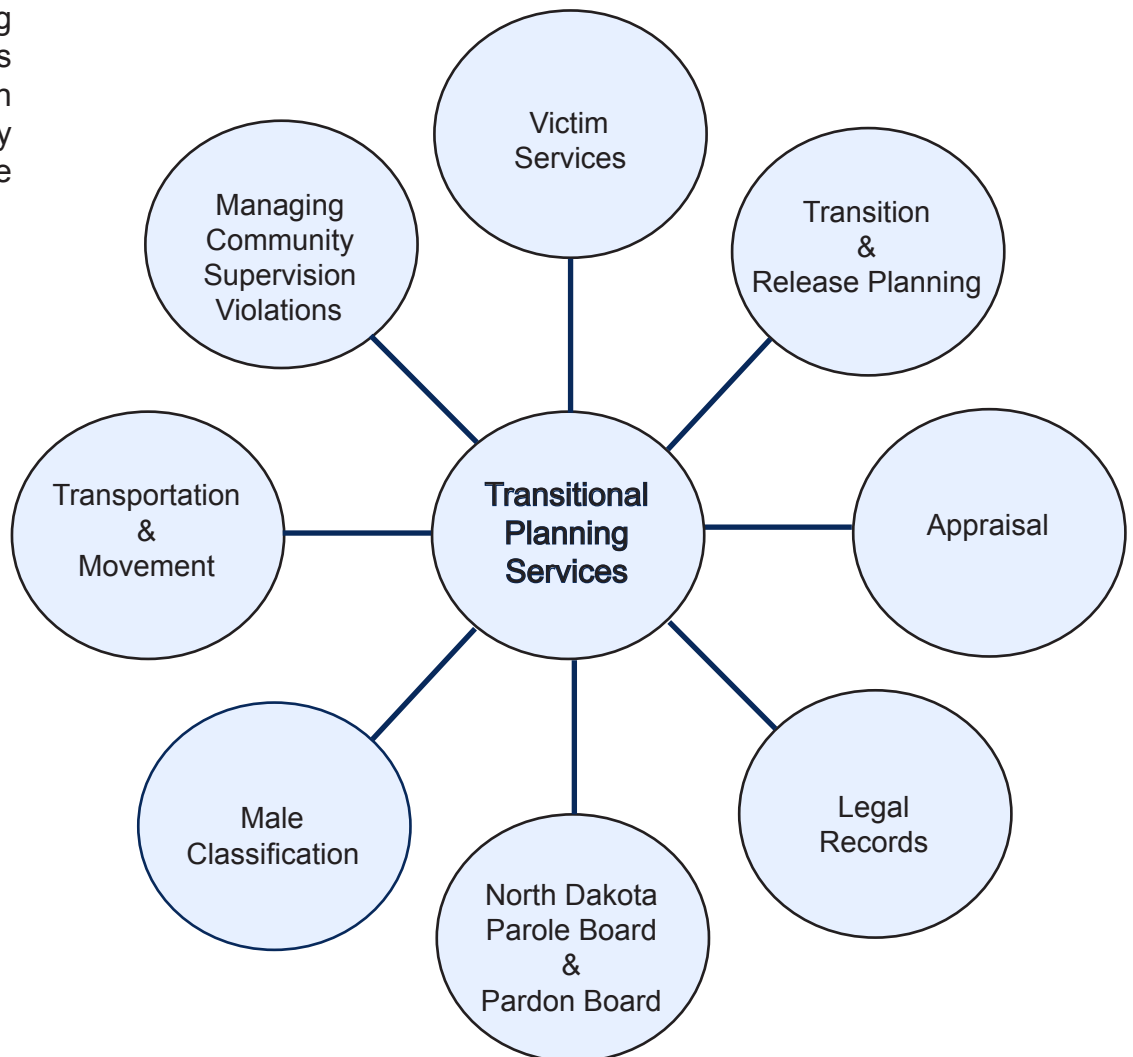 g
s
n
y
e
Victim
Services
Transition
&
Release Planning
Appraisal
Legal
Records
North Dakota
Parole Board
&
Pardon Board
Male
Classification
Transportation
&
Movement
Managing
Community
Supervision
Violations
Transitional
Planning
Services